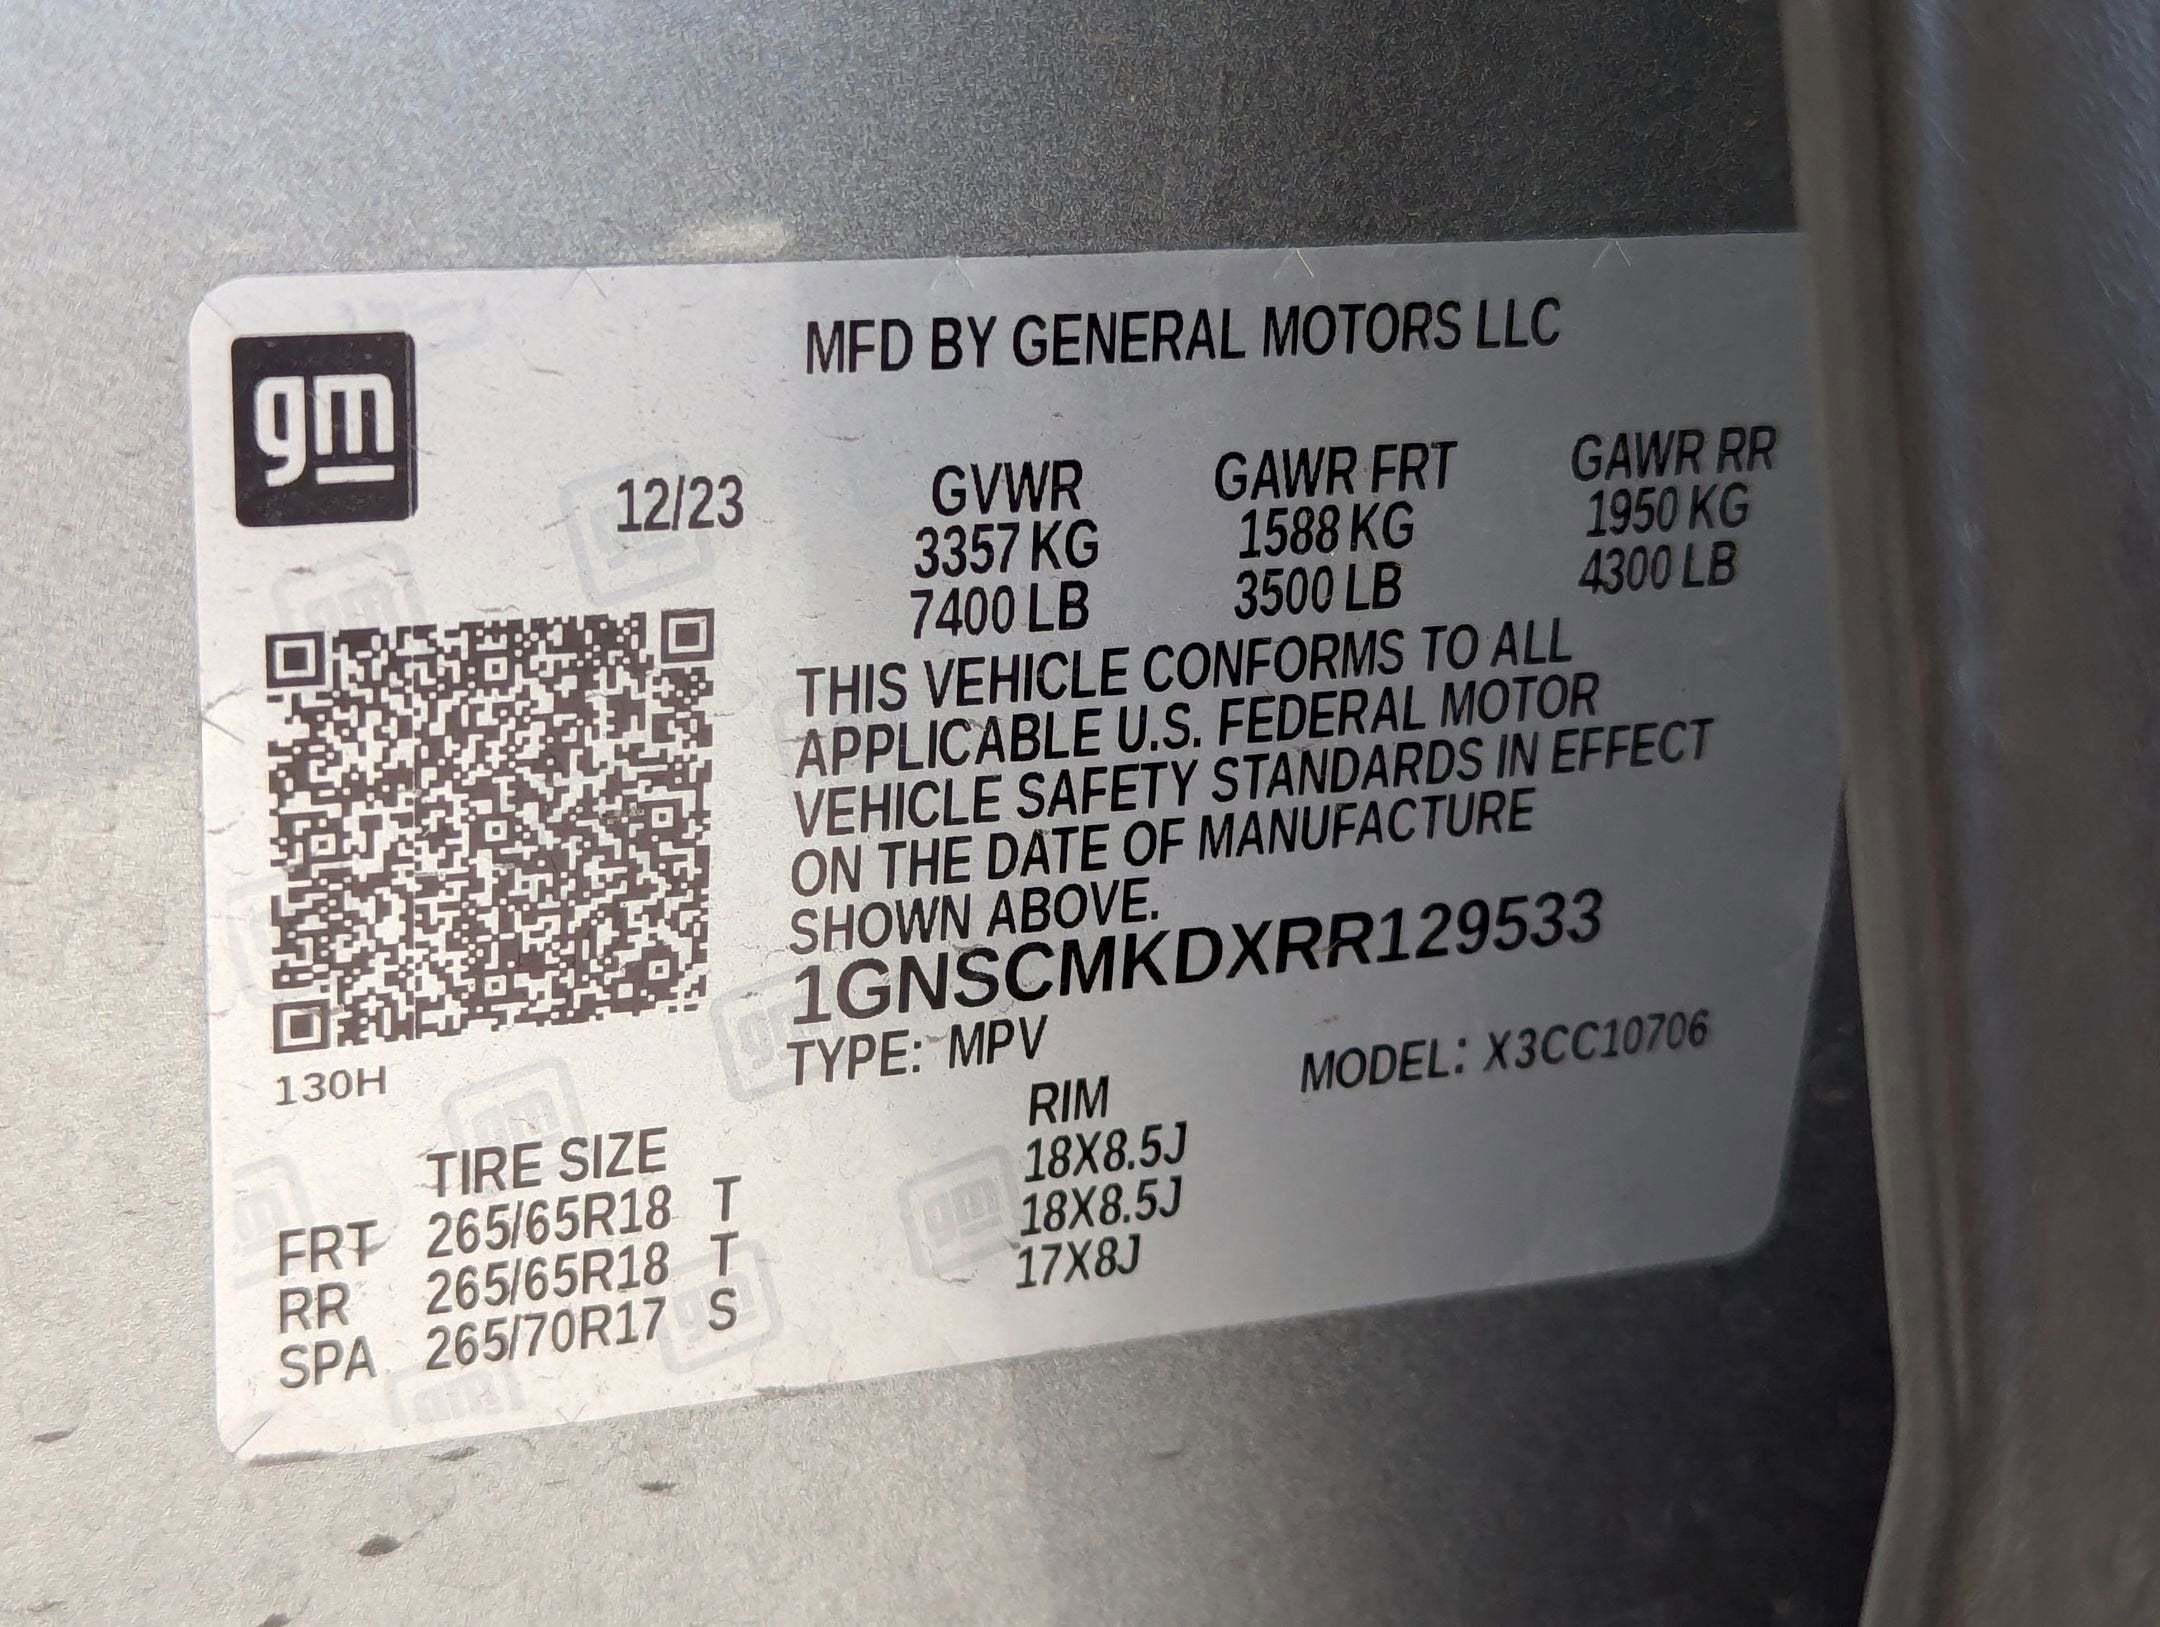 gm
MFD BY GENERAL MOTORS LLC
12/23
GVWR GAWR FRT GAWR RR
3357 KG 1588 KG 1950 KG
7400 LB 3500 LB 4300 LB
THIS VEHICLE CONFORMS TO ALL
APPLICABLE U.S. FEDERAL MOTOR
VEHICLE SAFETY STANDARDS IN EFFECT
ON THE DATE OF MANUFACTURE
SHOWN ABOVE.
1GNSCMKDXRR129533
TYPE: MPV MODEL: X3CC10706
130H
TIRE SIZE RIM
FRT 265/65R18 T 18X8.5J
RR 265/65R18 T 18X8.5J
SPA 265/70R17 S 17X8J